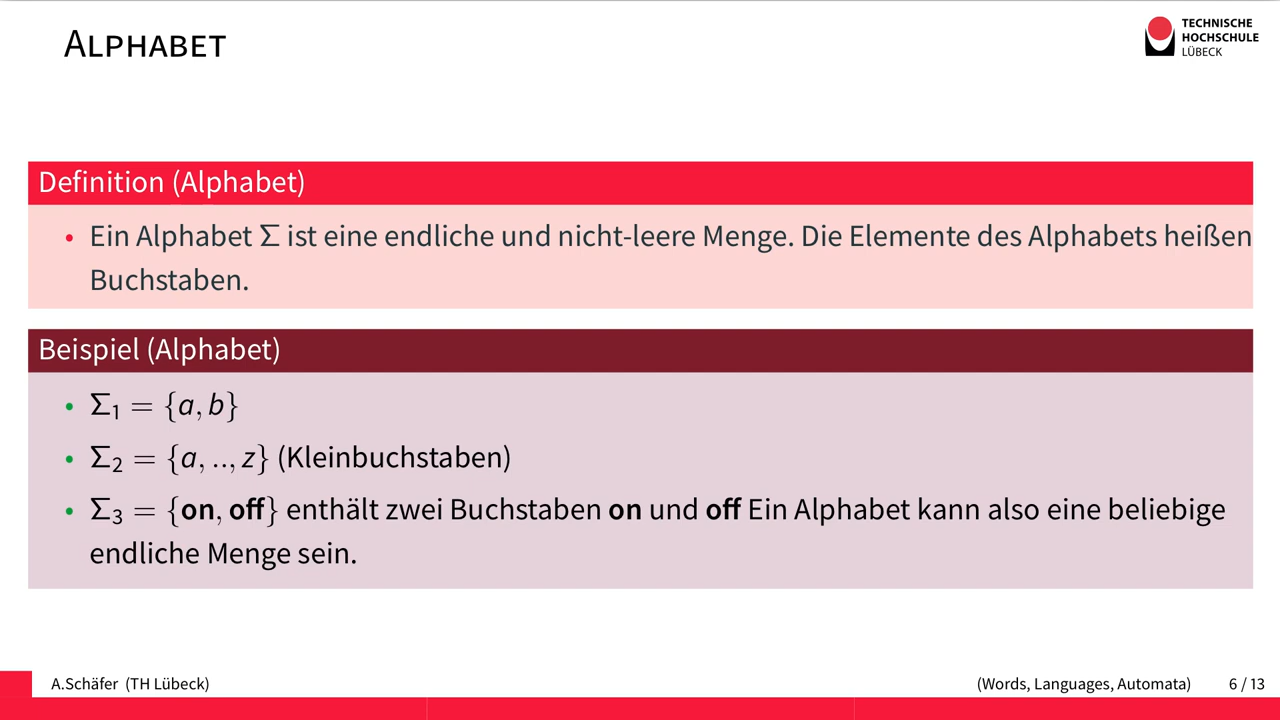 ALPHABET
TECHNISCHE
HOCHSCHULE
LÜBECK
Definition (Alphabet)
• Ein Alphabet Σ ist eine endliche und nicht-leere Menge. Die Elemente des Alphabets heißen
Buchstaben.
Beispiel (Alphabet)
• Σ₁ = {a, b}
• Σ₂ = {a, .., z} (Kleinbuchstaben)
• Σ₃ = {on, off} enthält zwei Buchstaben on und off Ein Alphabet kann also eine beliebige
endliche Menge sein.
A.Schäfer (TH Lübeck)
(Words, Languages, Automata)
6 / 13